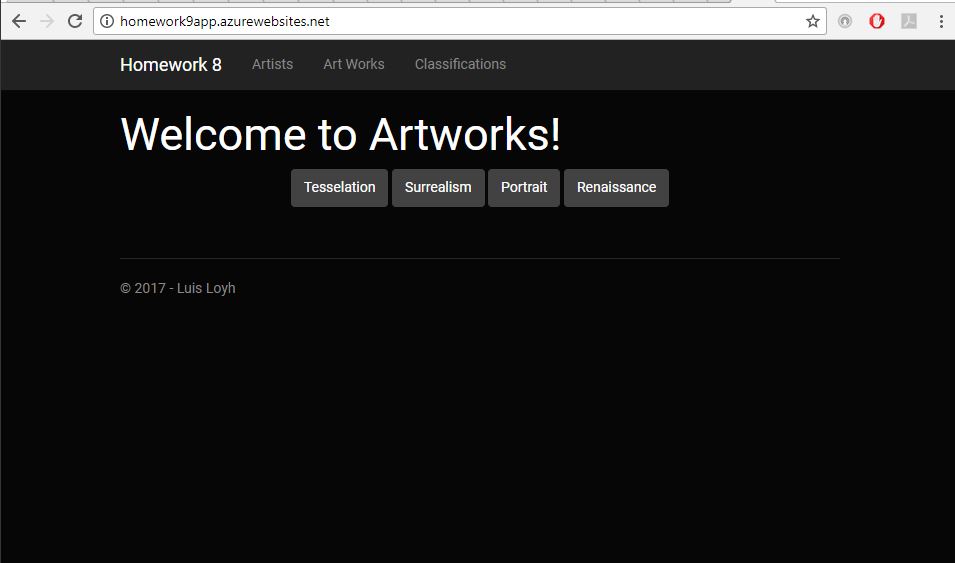 homework9app.azurewebsites.net
Homework 8 Artists Art Works Classifications
Welcome to Artworks!
Tesselation Surrealism Portrait Renaissance
© 2017 - Luis Loyh